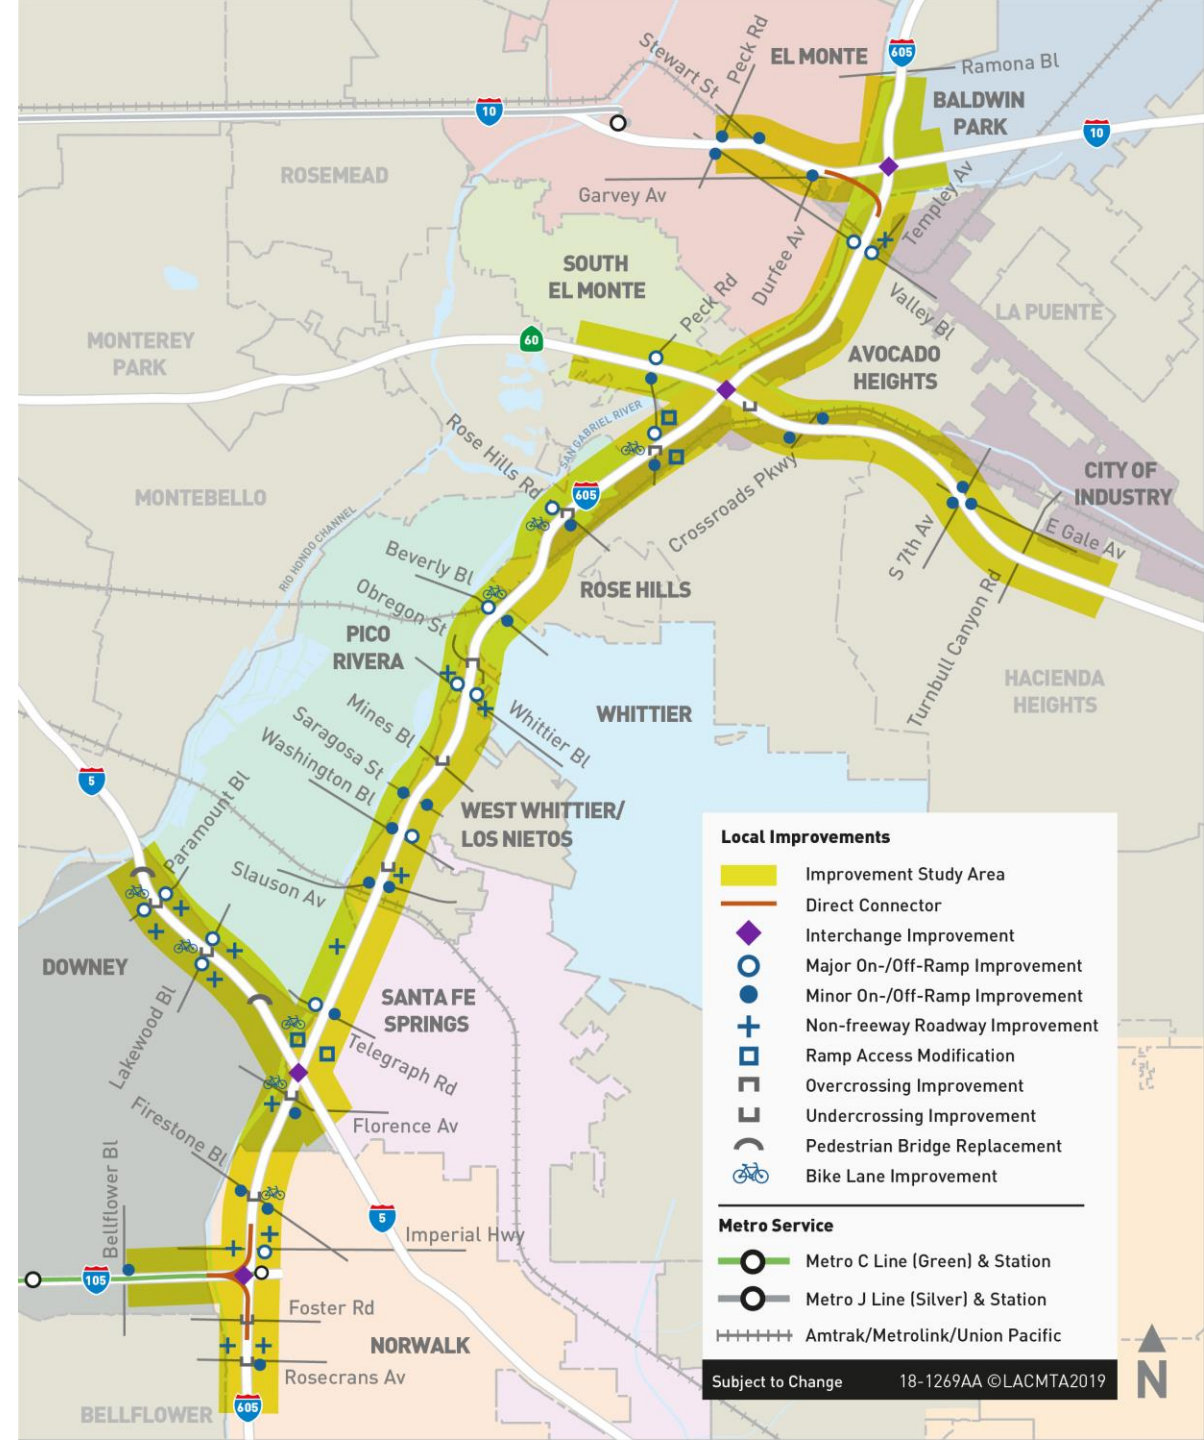 605
Ramona Bl
Peck Rd
Stewart St
EL MONTE
BALDWIN
PARK
10
10
ROSEMEAD
Garvey Av
Templey Av
Durfee Av
SOUTH
EL MONTE
Peck Rd
Valley Bl
LA PUENTE
MONTEREY
PARK
60
AVOCADO
HEIGHTS
SAN GABRIEL RIVER
Rose Hills Rd
Crossroads Pkwy
CITY OF
INDUSTRY
MONTEBELLO
605
S 7th Av
E Gale Av
RIO HONDO CHANNEL
Beverly Bl
Obregon St
ROSE HILLS
Turnbull Canyon Rd
PICO
RIVERA
HACIENDA
HEIGHTS
Mines Bl
Whittier Bl
WHITTIER
Saragosa St
Washington Bl
5
Paramount Bl
WEST WHITTIER/
LOS NIETOS
Slauson Av
DOWNEY
SANTA FE
SPRINGS
Lakewood Bl
Telegraph Rd
Firestone Bl
Florence Av
Bellflower Bl
5
Imperial Hwy
105
Foster Rd
NORWALK
Rosecrans Av
BELLFLOWER
605
Local Improvements
Improvement Study Area
Direct Connector
Interchange Improvement
Major On-/Off-Ramp Improvement
Minor On-/Off-Ramp Improvement
Non-freeway Roadway Improvement
Ramp Access Modification
Overcrossing Improvement
Undercrossing Improvement
Pedestrian Bridge Replacement
Bike Lane Improvement
Metro Service
Metro C Line (Green) & Station
Metro J Line (Silver) & Station
Amtrak/Metrolink/Union Pacific
Subject to Change 18-1269AA ©LACMTA2019
N